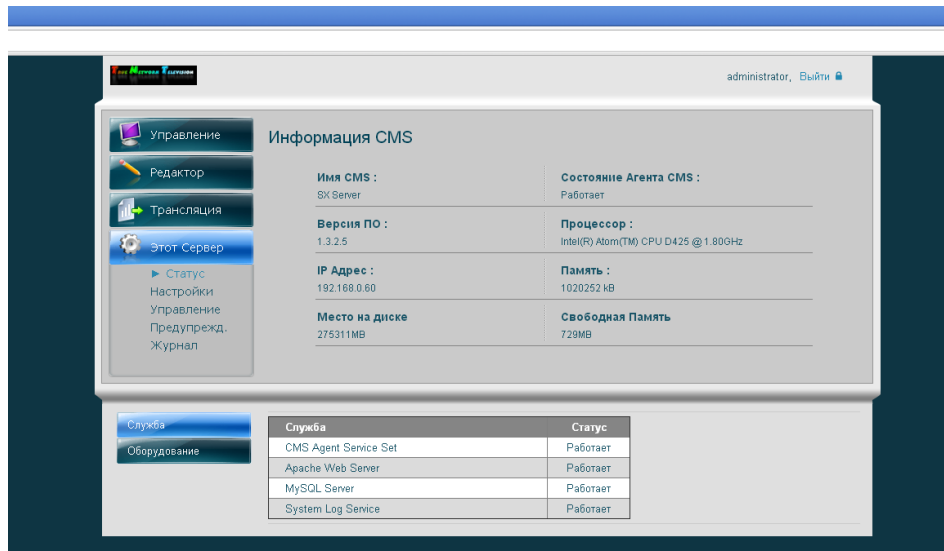 administrator, Выйти
Управление
Редактор
Трансляция
Этот Сервер
Статус
Настройки
Управление
Предупрежд.
Журнал
Информация CMS
Имя CMS :
SX Server
Состояние Агента CMS :
Работает
Версия ПО :
1.3.2.5
Процессор :
Intel(R) Atom(TM) CPU D425 @ 1.80GHz
IP Адрес :
192.168.0.60
Память :
1020252 kB
Место на диске
275311MB
Свободная Память
729MB
Служба
Оборудование
Служба Статус
CMS Agent Service Set Работает
Apache Web Server Работает
MySQL Server Работает
System Log Service Работает